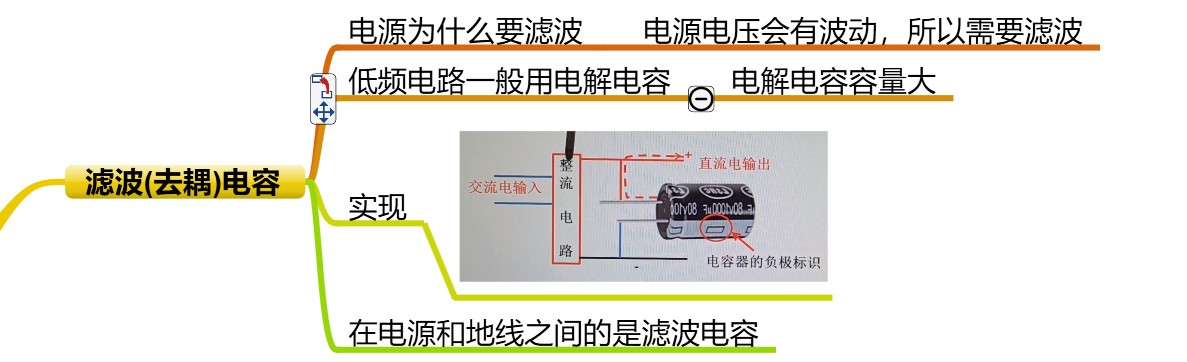 电源为什么要滤波
电源电压会有波动，所以需要滤波
低频电路一般用电解电容
电解电容容量大
滤波(去耦)电容
实现
整流电路
交流电输入
+
直流电输出
-
电容器的负极标识
在电源和地线之间的是滤波电容